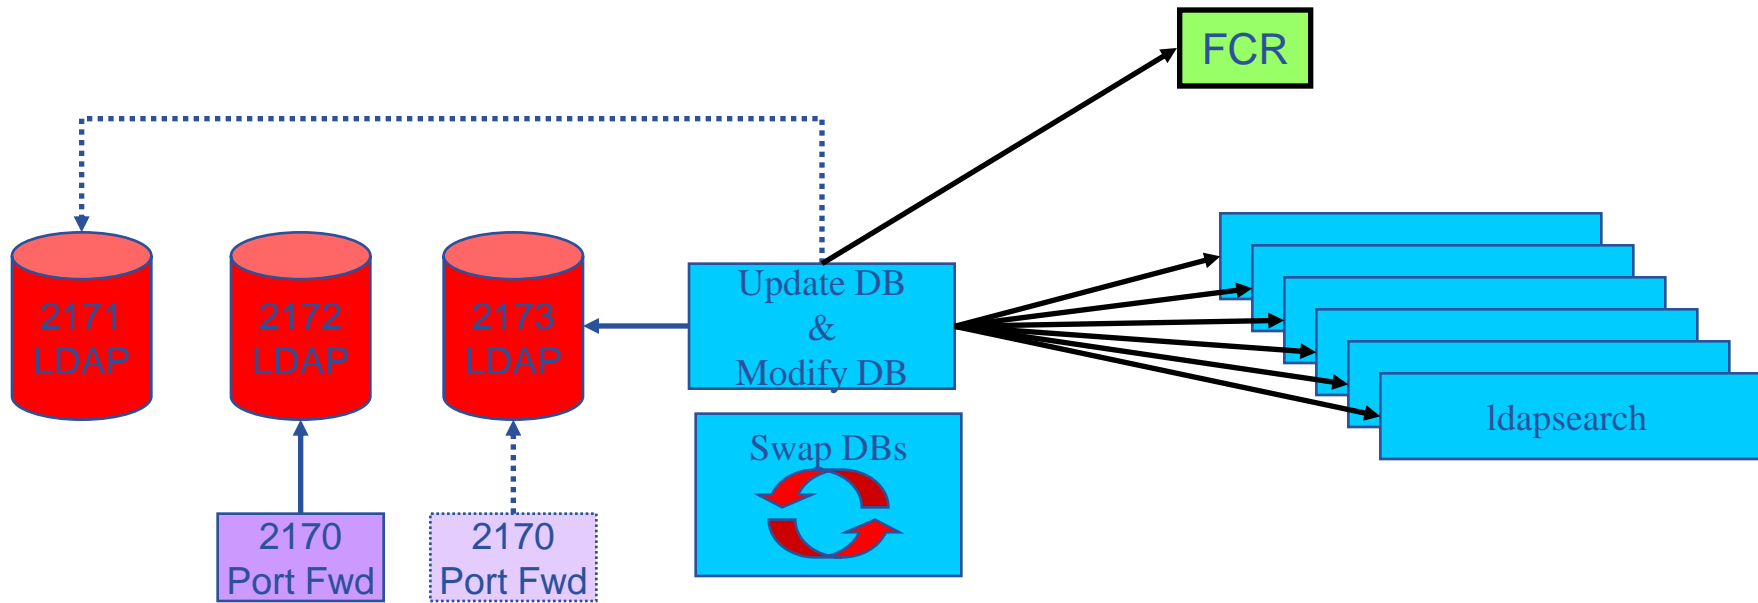 FCR
2171
LDAP
2172
LDAP
2173
LDAP
Update DB
&
Modify DB
ldapsearch
Swap DBs
2170
Port Fwd
2170
Port Fwd